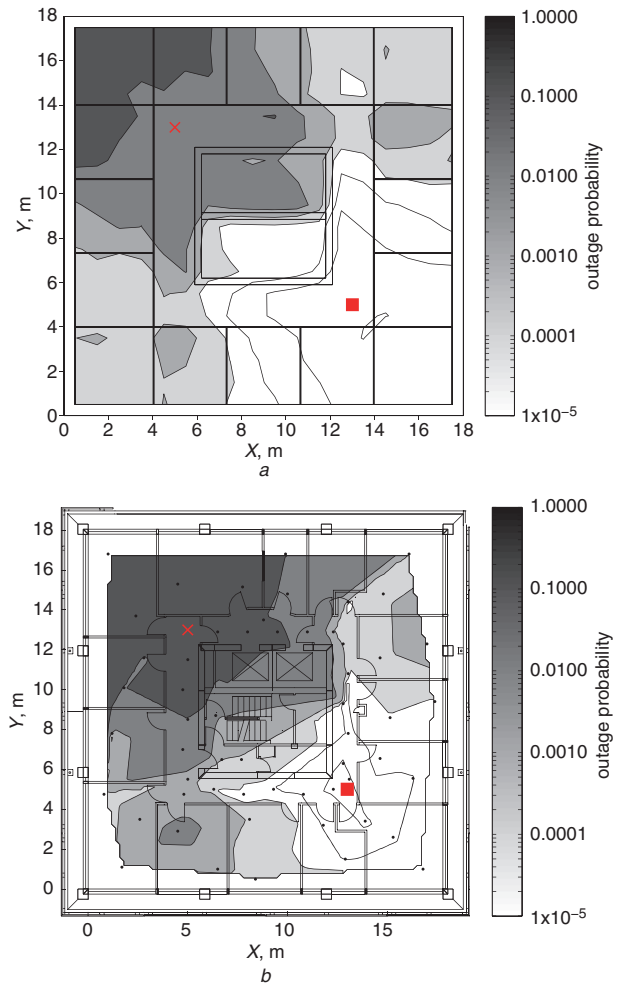 18
16
14
12
10
8
6
4
2
0
Y, m
0 2 4 6 8 10 12 14 16 18
X, m
a
1.0000
0.1000
0.0100
0.0010
0.0001
1x10⁻⁵
outage probability
18
16
14
12
10
8
6
4
2
0
Y, m
0 5 10 15
X, m
b
1.0000
0.1000
0.0100
0.0010
0.0001
1x10⁻⁵
outage probability